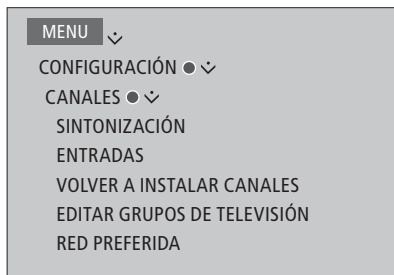 MENU
CONFIGURACIÓN
CANALES
SINTONIZACIÓN
ENTRADAS
VOLVER A INSTALAR CANALES
EDITAR GRUPOS DE TELEVISIÓN
RED PREFERIDA